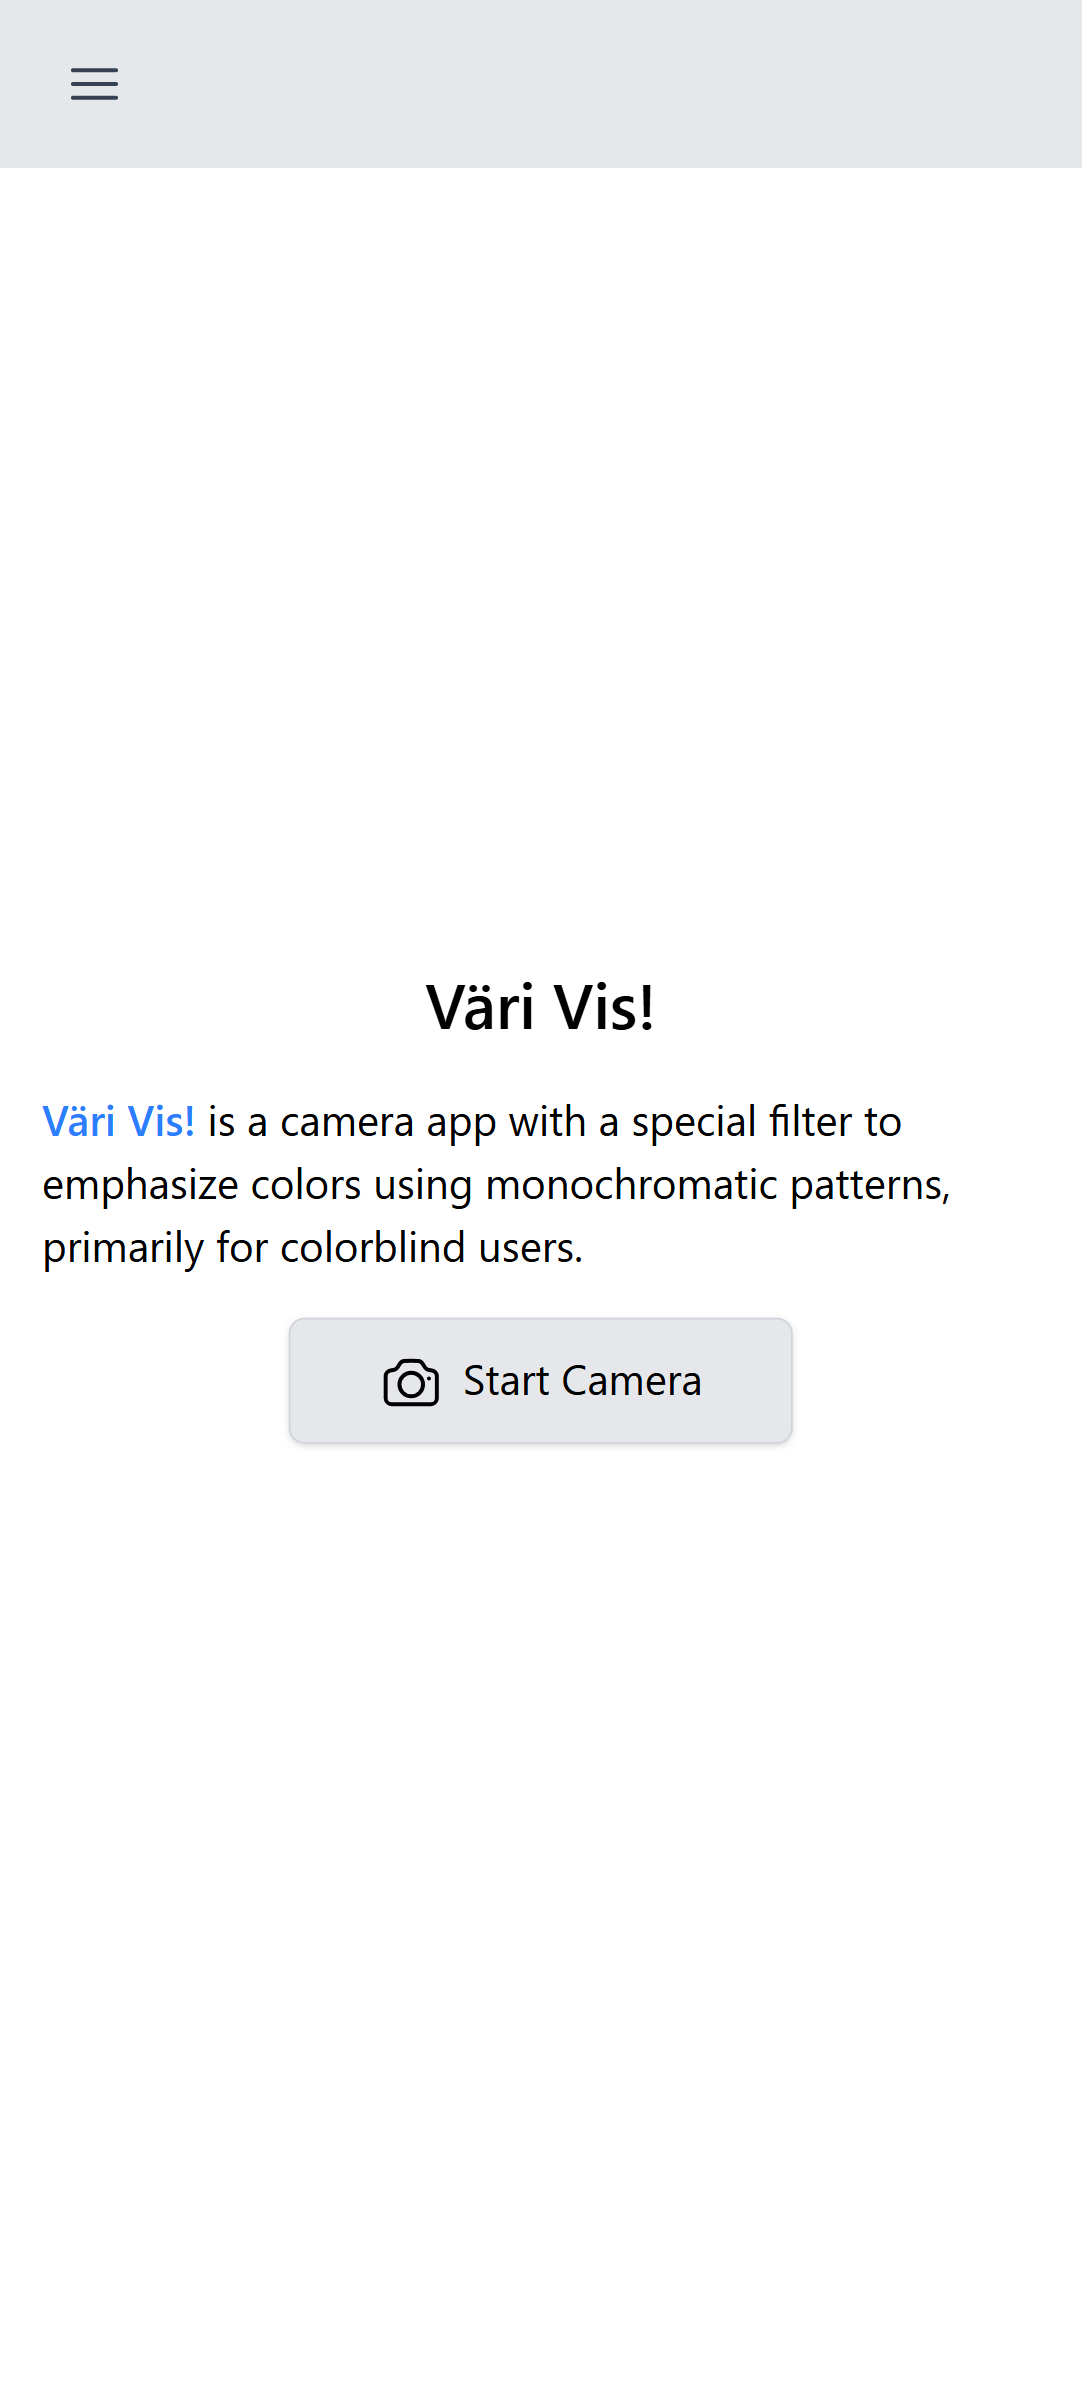 Väri Vis!
Väri Vis! is a camera app with a special filter to
emphasize colors using monochromatic patterns,
primarily for colorblind users.
Start Camera